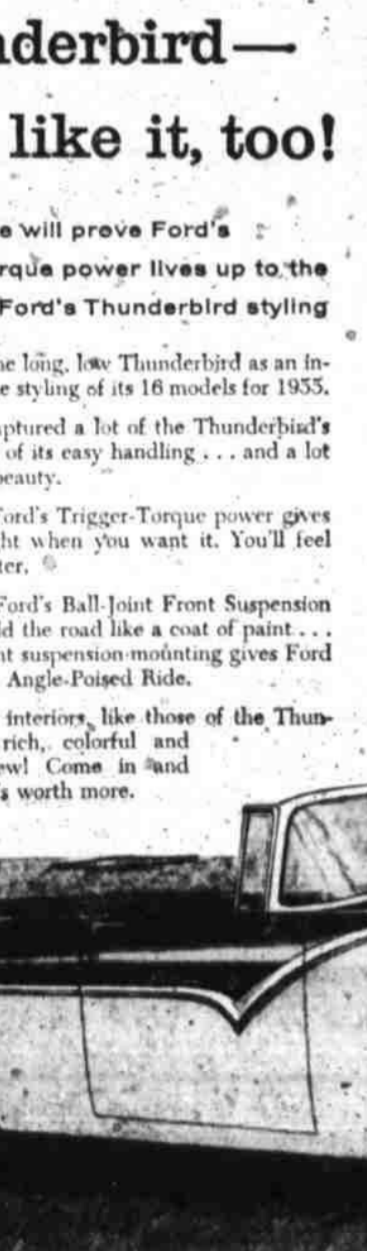 nderbird—
like it, too!
e will prove Ford's
rque power lives up to the
Ford's Thunderbird styling
he long, low Thunderbird as an in-
e styling of its 16 models for 1955.
ptured a lot of the Thunderbird's
of its easy handling . . . and a lot
beauty.
Ford's Trigger-Torque power gives
ht when you want it. You'll feel
ter.
Ford's Ball-Joint Front Suspension
d the road like a coat of paint . . .
nt suspension mounting gives Ford
Angle-Poised Ride.
interiors, like those of the Thun-
rich, colorful and
ew! Come in and
s worth more.